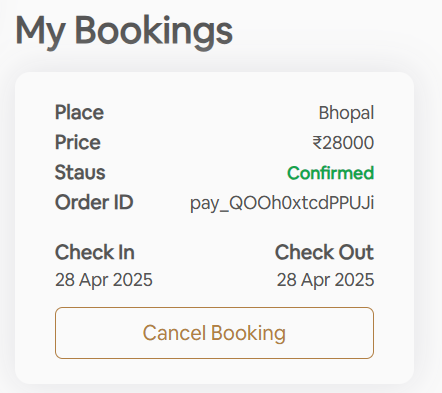 My Bookings
Place Bhopal
Price ₹28000
Staus Confirmed
Order ID pay_QOOh0xtcdPPUJi
Check In Check Out
28 Apr 2025 28 Apr 2025
Cancel Booking